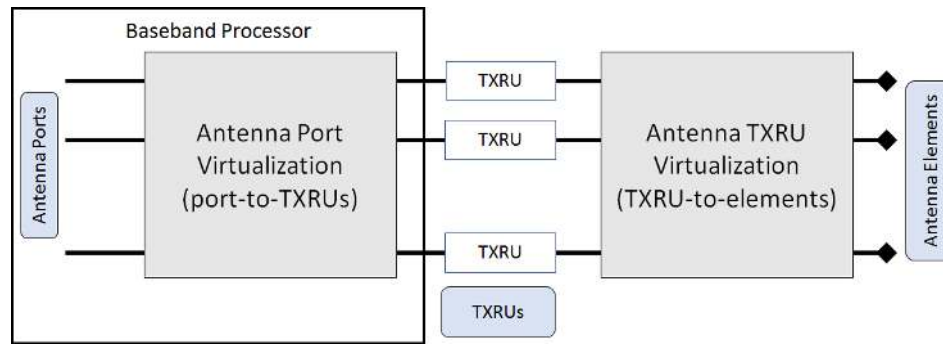 Baseband Processor
Antenna Ports
Antenna Port
Virtualization
(port-to-TXRUs)
TXRU
TXRU
TXRU
TXRUs
Antenna TXRU
Virtualization
(TXRU-to-elements)
Antenna Elements